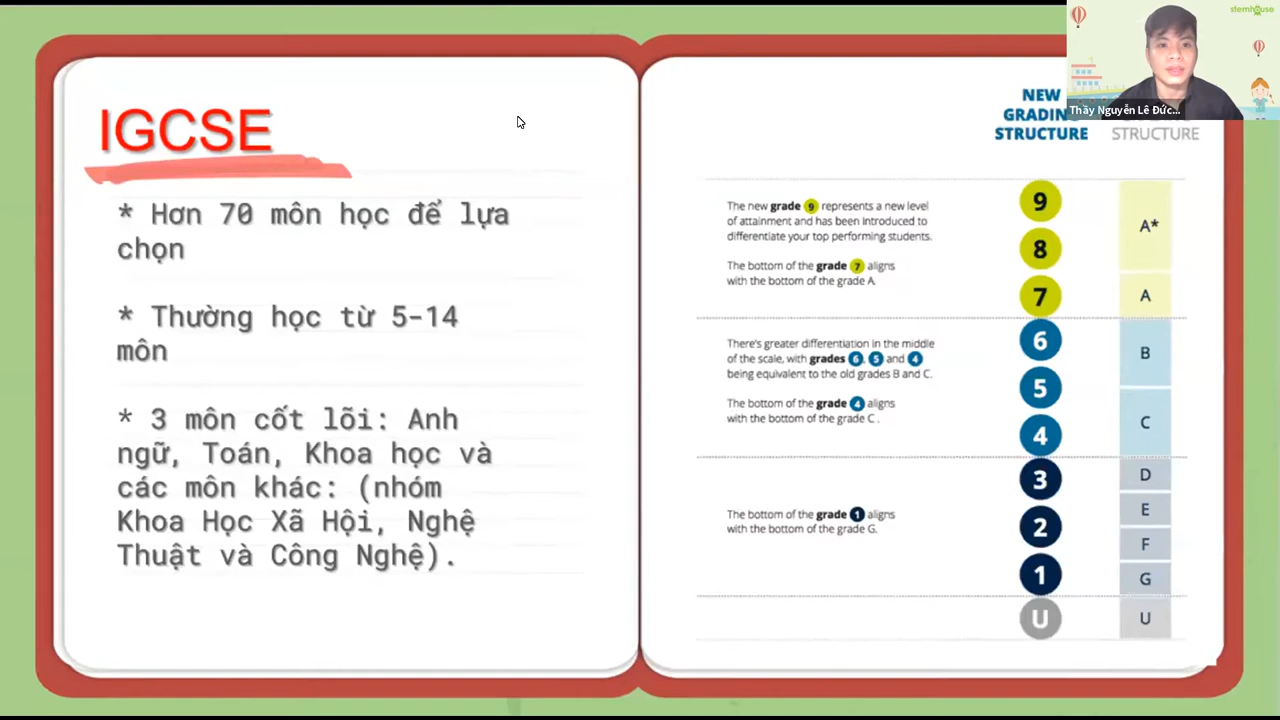 IGCSE
* Hơn 70 môn học để lựa
chọn
* Thường học từ 5-14
môn
* 3 môn cốt lõi: Anh
ngữ, Toán, Khoa học và
các môn khác: (nhóm
Khoa Học Xã Hội, Nghệ
Thuật và Công Nghệ).
stemhouse
Thầy Nguyễn Lê Đức...
NEW
GRADING
STRUCTURE
STRUCTURE
The new grade 9 represents a new level
of attainment and has been introduced to
differentiate your top performing students.
The bottom of the grade 7 aligns
with the bottom of the grade A.
There's greater differentiation in the middle
of the scale, with grades 6, 5 and 4
being equivalent to the old grades B and C.
The bottom of the grade 4 aligns
with the bottom of the grade C .
The bottom of the grade 1 aligns
with the bottom of the grade G.
9
8
7
6
5
4
3
2
1
U
A*
A
B
C
D
E
F
G
U